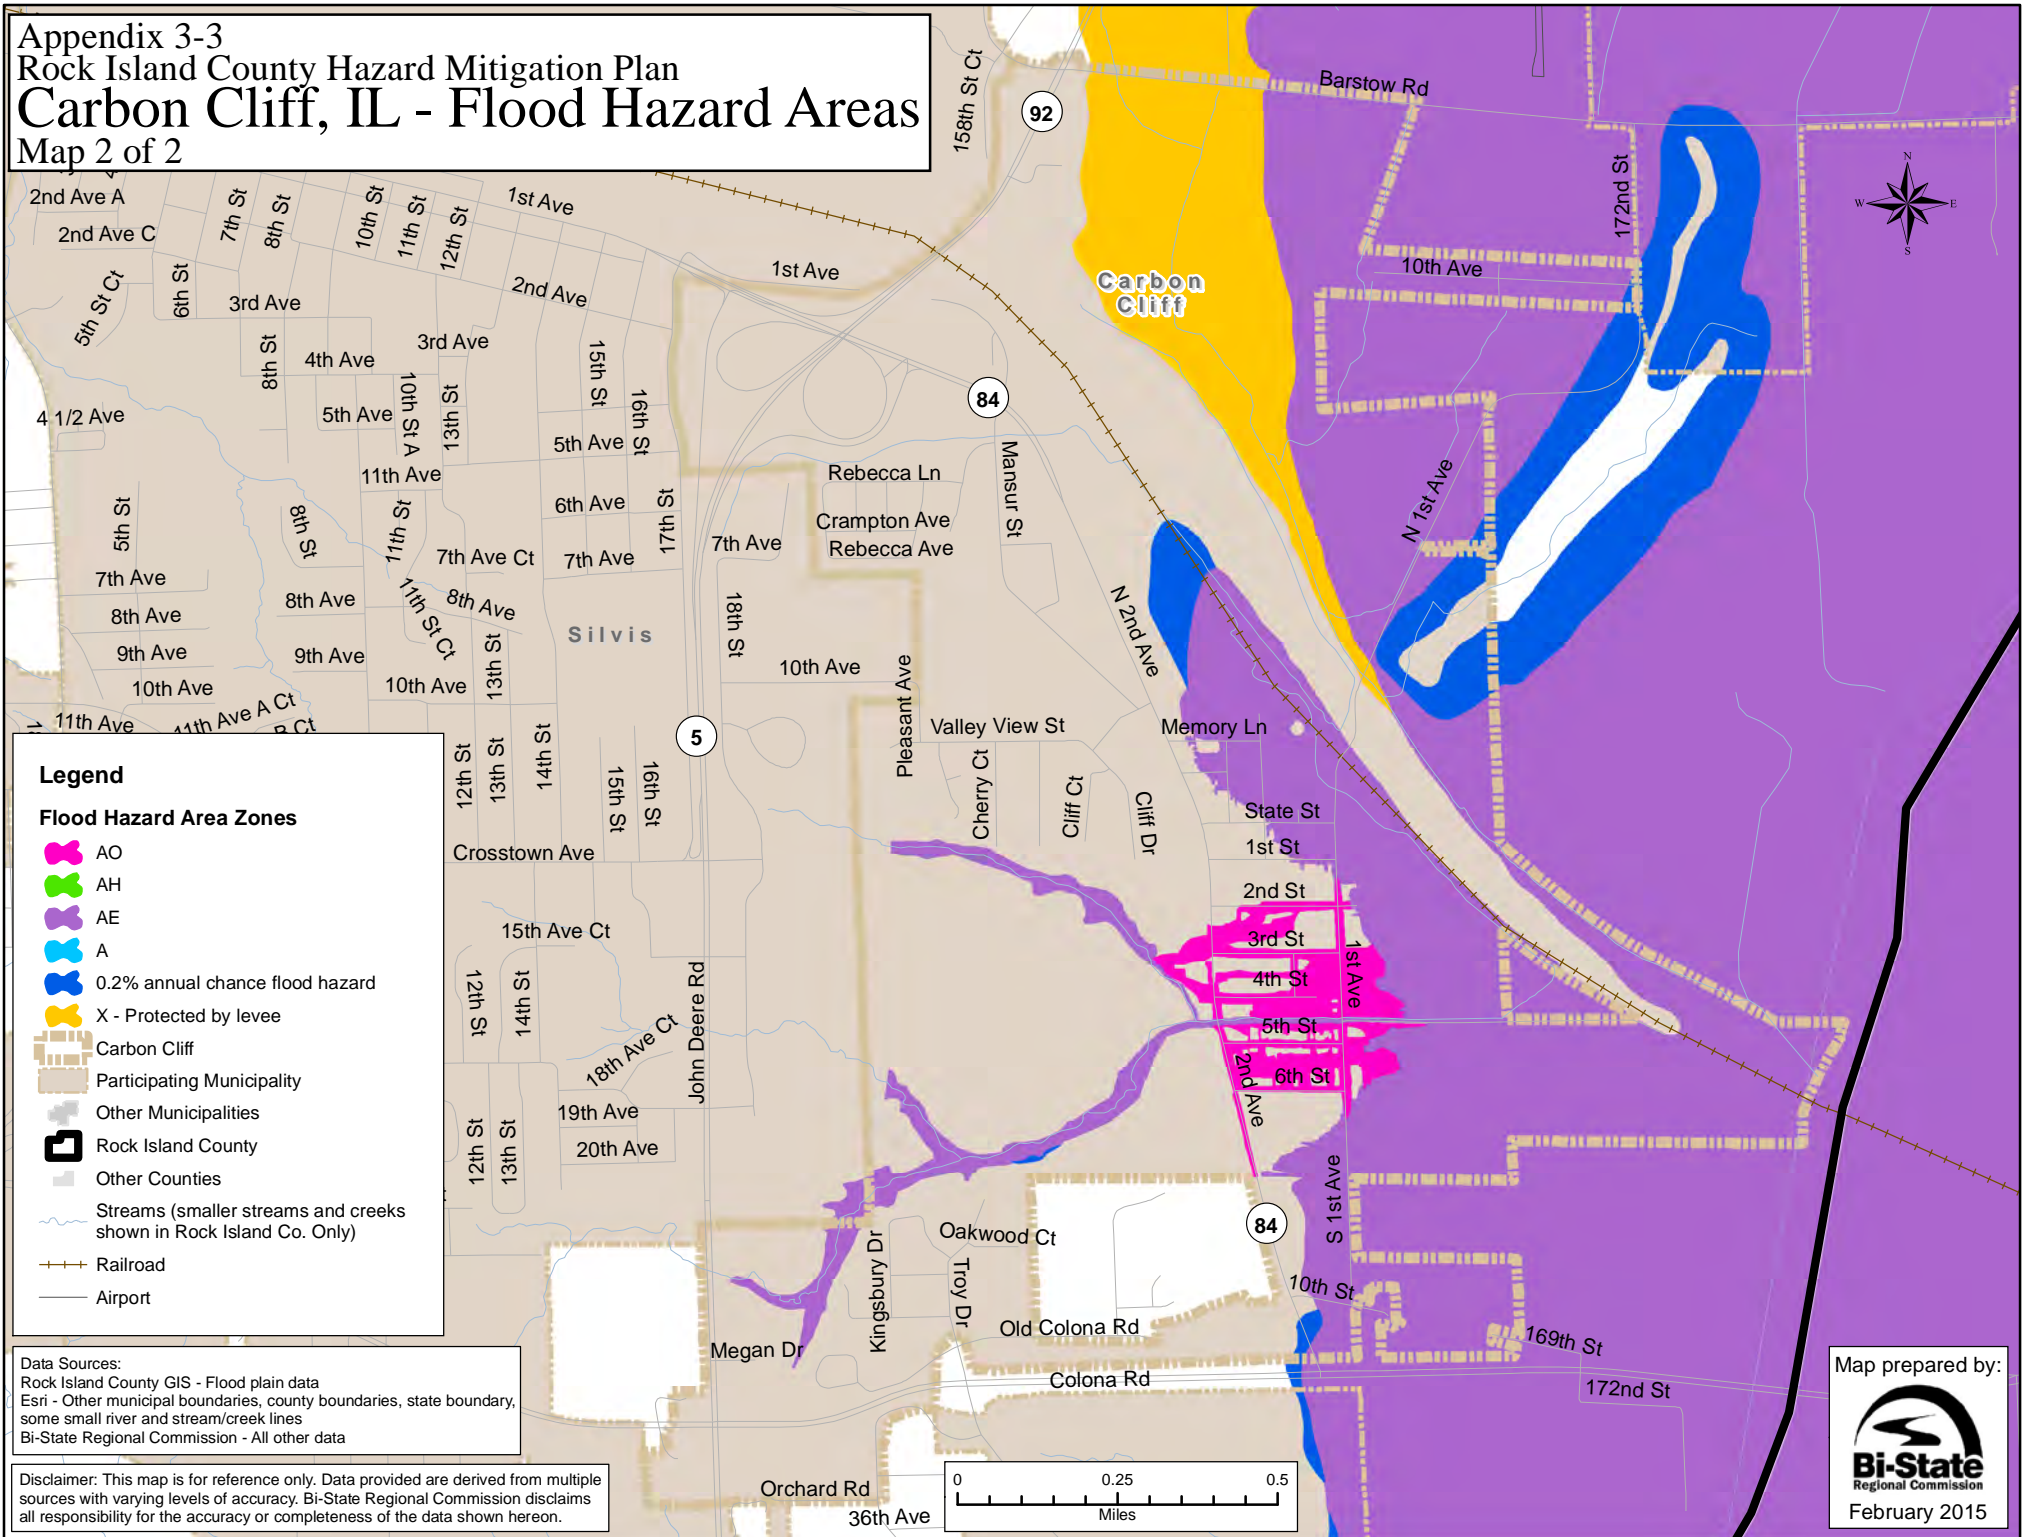 Appendix 3-3
Rock Island County Hazard Mitigation Plan
Carbon Cliff, IL - Flood Hazard Areas
Map 2 of 2
158th St Ct
92
Barstow Rd
172nd St
N
W
E
S
2nd Ave A
2nd Ave C
7th St
8th St
10th St
11th St
12th St
1st Ave
5th St Ct
6th St
3rd Ave
2nd Ave
1st Ave
10th Ave
Carbon
Cliff
8th St
4th Ave
3rd Ave
15th St
16th St
84
4 1/2 Ave
5th Ave
10th St A
13th St
5th Ave
Mansur St
11th Ave
Rebecca Ln
N 1st Ave
5th St
8th St
11th St
6th Ave
17th St
Crampton Ave
7th Ave
Rebecca Ave
7th Ave Ct
7th Ave
7th Ave
8th Ave
8th Ave
11th St Ct
8th Ave
18th St
N 2nd Ave
Silvis
9th Ave
9th Ave
13th St
10th Ave
10th Ave
10th Ave
Pleasant Ave
11th Ave
11th Ave A Ct
B Ct
5
Valley View St
Memory Ln
12th St
13th St
14th St
15th St
16th St
Cherry Ct
Cliff Ct
Cliff Dr
State St
Crosstown Ave
1st St
2nd St
15th Ave Ct
3rd St
1st Ave
4th St
12th St
14th St
John Deere Rd
5th St
18th Ave Ct
2nd Ave
6th St
19th Ave
12th St
13th St
20th Ave
S 1st Ave
84
Oakwood Ct
Kingsbury Dr
Troy Dr
10th St
Old Colona Rd
169th St
Megan Dr
Colona Rd
172nd St
Orchard Rd
36th Ave
Legend
Flood Hazard Area Zones
AO
AH
AE
A
0.2% annual chance flood hazard
X - Protected by levee
Carbon Cliff
Participating Municipality
Other Municipalities
Rock Island County
Other Counties
Streams (smaller streams and creeks
shown in Rock Island Co. Only)
Railroad
Airport
Data Sources:
Rock Island County GIS - Flood plain data
Esri - Other municipal boundaries, county boundaries, state boundary,
some small river and stream/creek lines
Bi-State Regional Commission - All other data
Disclaimer: This map is for reference only. Data provided are derived from multiple
sources with varying levels of accuracy. Bi-State Regional Commission disclaims
all responsibility for the accuracy or completeness of the data shown hereon.
0 0.25 0.5
Miles
Map prepared by:
Bi-State
Regional Commission
February 2015